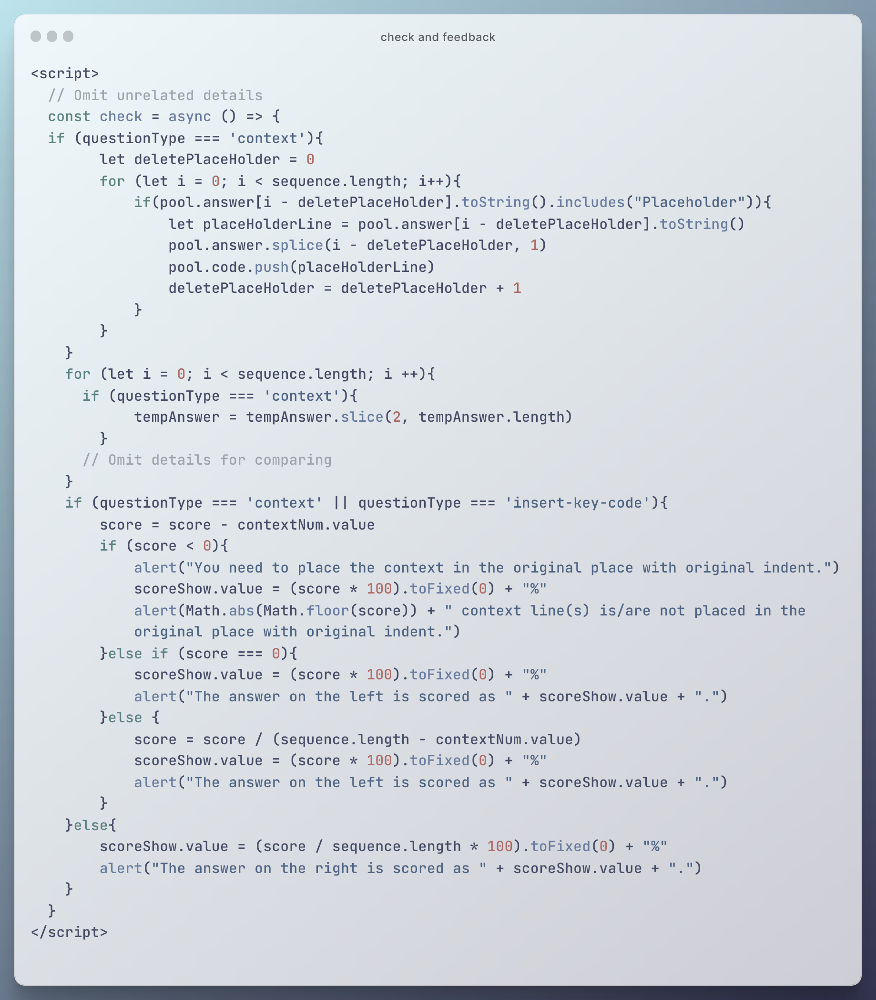 check and feedback
<script>
  // Omit unrelated details
  const check = async () => {
  if (questionType === 'context'){
        let deletePlaceHolder = 0
        for (let i = 0; i < sequence.length; i++){
            if(pool.answer[i - deletePlaceHolder].toString().includes("Placeholder")){
                let placeHolderLine = pool.answer[i - deletePlaceHolder].toString()
                pool.answer.splice(i - deletePlaceHolder, 1)
                pool.code.push(placeHolderLine)
                deletePlaceHolder = deletePlaceHolder + 1
            }
        }
    }
    for (let i = 0; i < sequence.length; i ++){
      if (questionType === 'context'){
            tempAnswer = tempAnswer.slice(2, tempAnswer.length)
        }
      // Omit details for comparing
    }
    if (questionType === 'context' || questionType === 'insert-key-code'){
        score = score - contextNum.value
        if (score < 0){
            alert("You need to place the context in the original place with original indent.")
            scoreShow.value = (score * 100).toFixed(0) + "%"
            alert(Math.abs(Math.floor(score)) + " context line(s) is/are not placed in the
            original place with original indent.")
        }else if (score === 0){
            scoreShow.value = (score * 100).toFixed(0) + "%"
            alert("The answer on the left is scored as " + scoreShow.value + ".")
        }else {
            score = score / (sequence.length - contextNum.value)
            scoreShow.value = (score * 100).toFixed(0) + "%"
            alert("The answer on the left is scored as " + scoreShow.value + ".")
        }
    }else{
        scoreShow.value = (score / sequence.length * 100).toFixed(0) + "%"
        alert("The answer on the right is scored as " + scoreShow.value + ".")
    }
  }
</script>